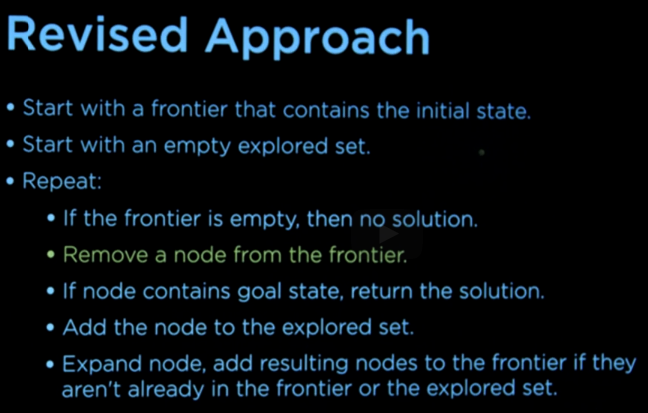 Revised Approach
• Start with a frontier that contains the initial state.
• Start with an empty explored set.
• Repeat:
• If the frontier is empty, then no solution.
• Remove a node from the frontier.
• If node contains goal state, return the solution.
• Add the node to the explored set.
• Expand node, add resulting nodes to the frontier if they
aren't already in the frontier or the explored set.